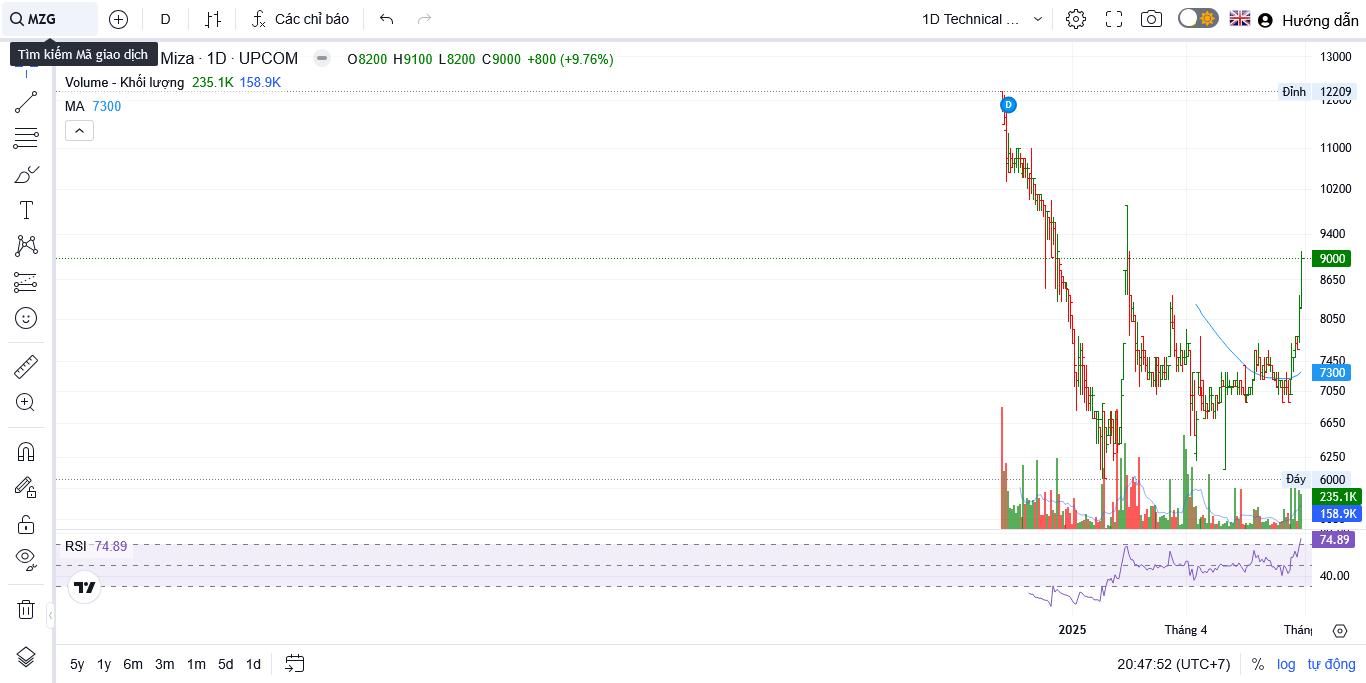 MZG
D
Các chỉ báo
1D Technical ...
Hướng dẫn
Tìm kiếm Mã giao dịch
Miza · 1D · UPCOM
O8200 H9100 L8200 C9000 +800 (+9.76%)
Volume - Khối lượng 235.1K 158.9K
MA 7300
D
13000
Đỉnh 12209
12000
11000
10200
9400
9000
8650
8050
7450
7300
7050
6650
6250
Đáy 6000
235.1K
158.9K
RSI 74.89
74.89
40.00
2025
Tháng 4
5y 1y 6m 3m 1m 5d 1d
20:47:52 (UTC+7)
% log tự động